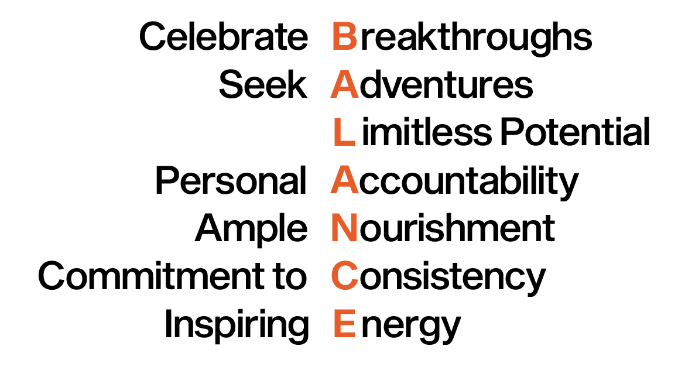 Celebrate Breakthroughs
Seek Adventures
Limitless Potential
Personal Accountability
Ample Nourishment
Commitment to Consistency
Inspiring Energy